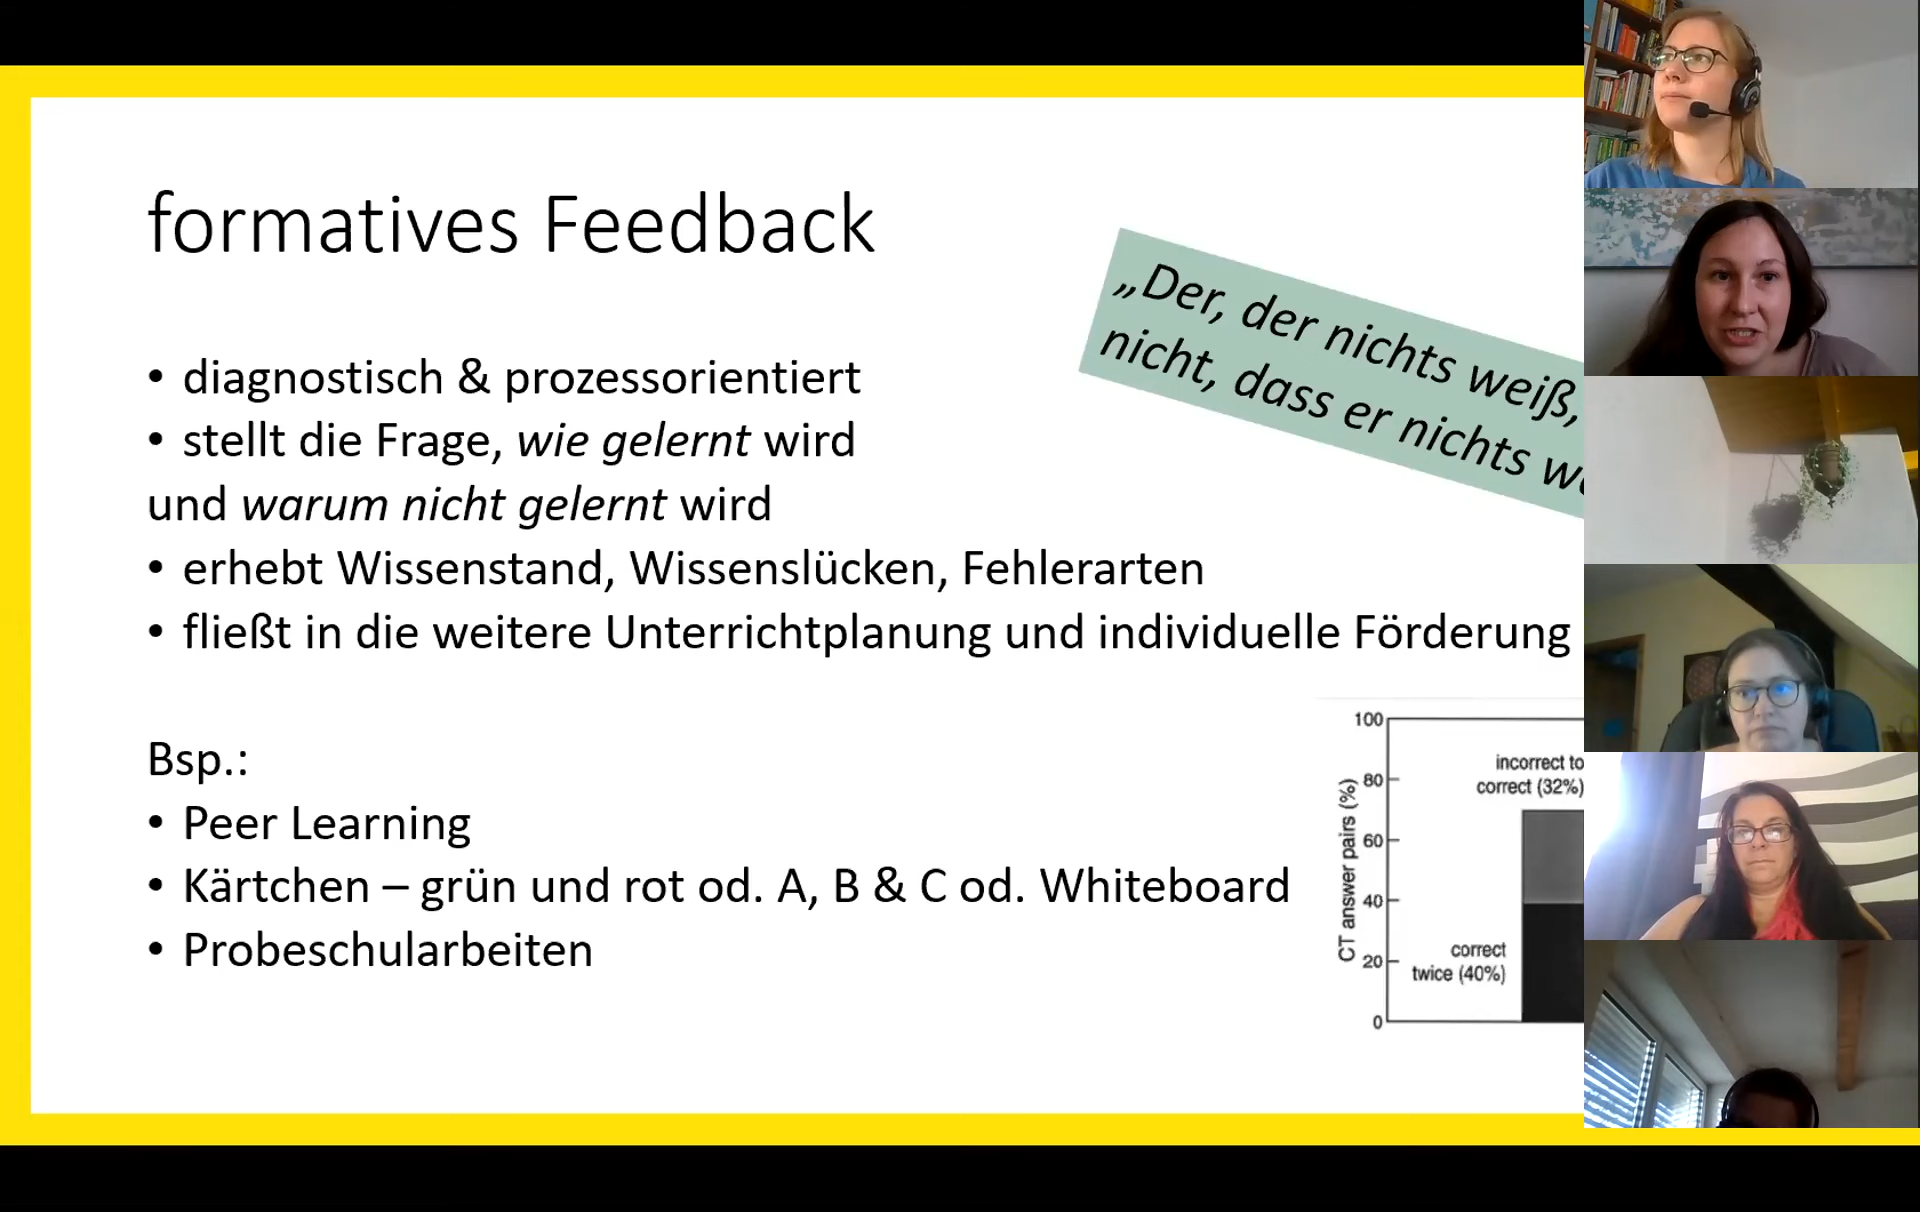 formatives Feedback
„Der, der nichts weiß,
nicht, dass er nichts
• diagnostisch & prozessorientiert
• stellt die Frage, wie gelernt wird
und warum nicht gelernt wird
• erhebt Wissenstand, Wissenslücken, Fehlerarten
• fließt in die weitere Unterrichtplanung und individuelle Förderung
Bsp.:
• Peer Learning
• Kärtchen – grün und rot od. A, B & C od. Whiteboard
• Probeschularbeiten
CT answer pairs (%)
100
80
60
40
20
0
incorrect to
correct (32%)
correct
twice (40%)